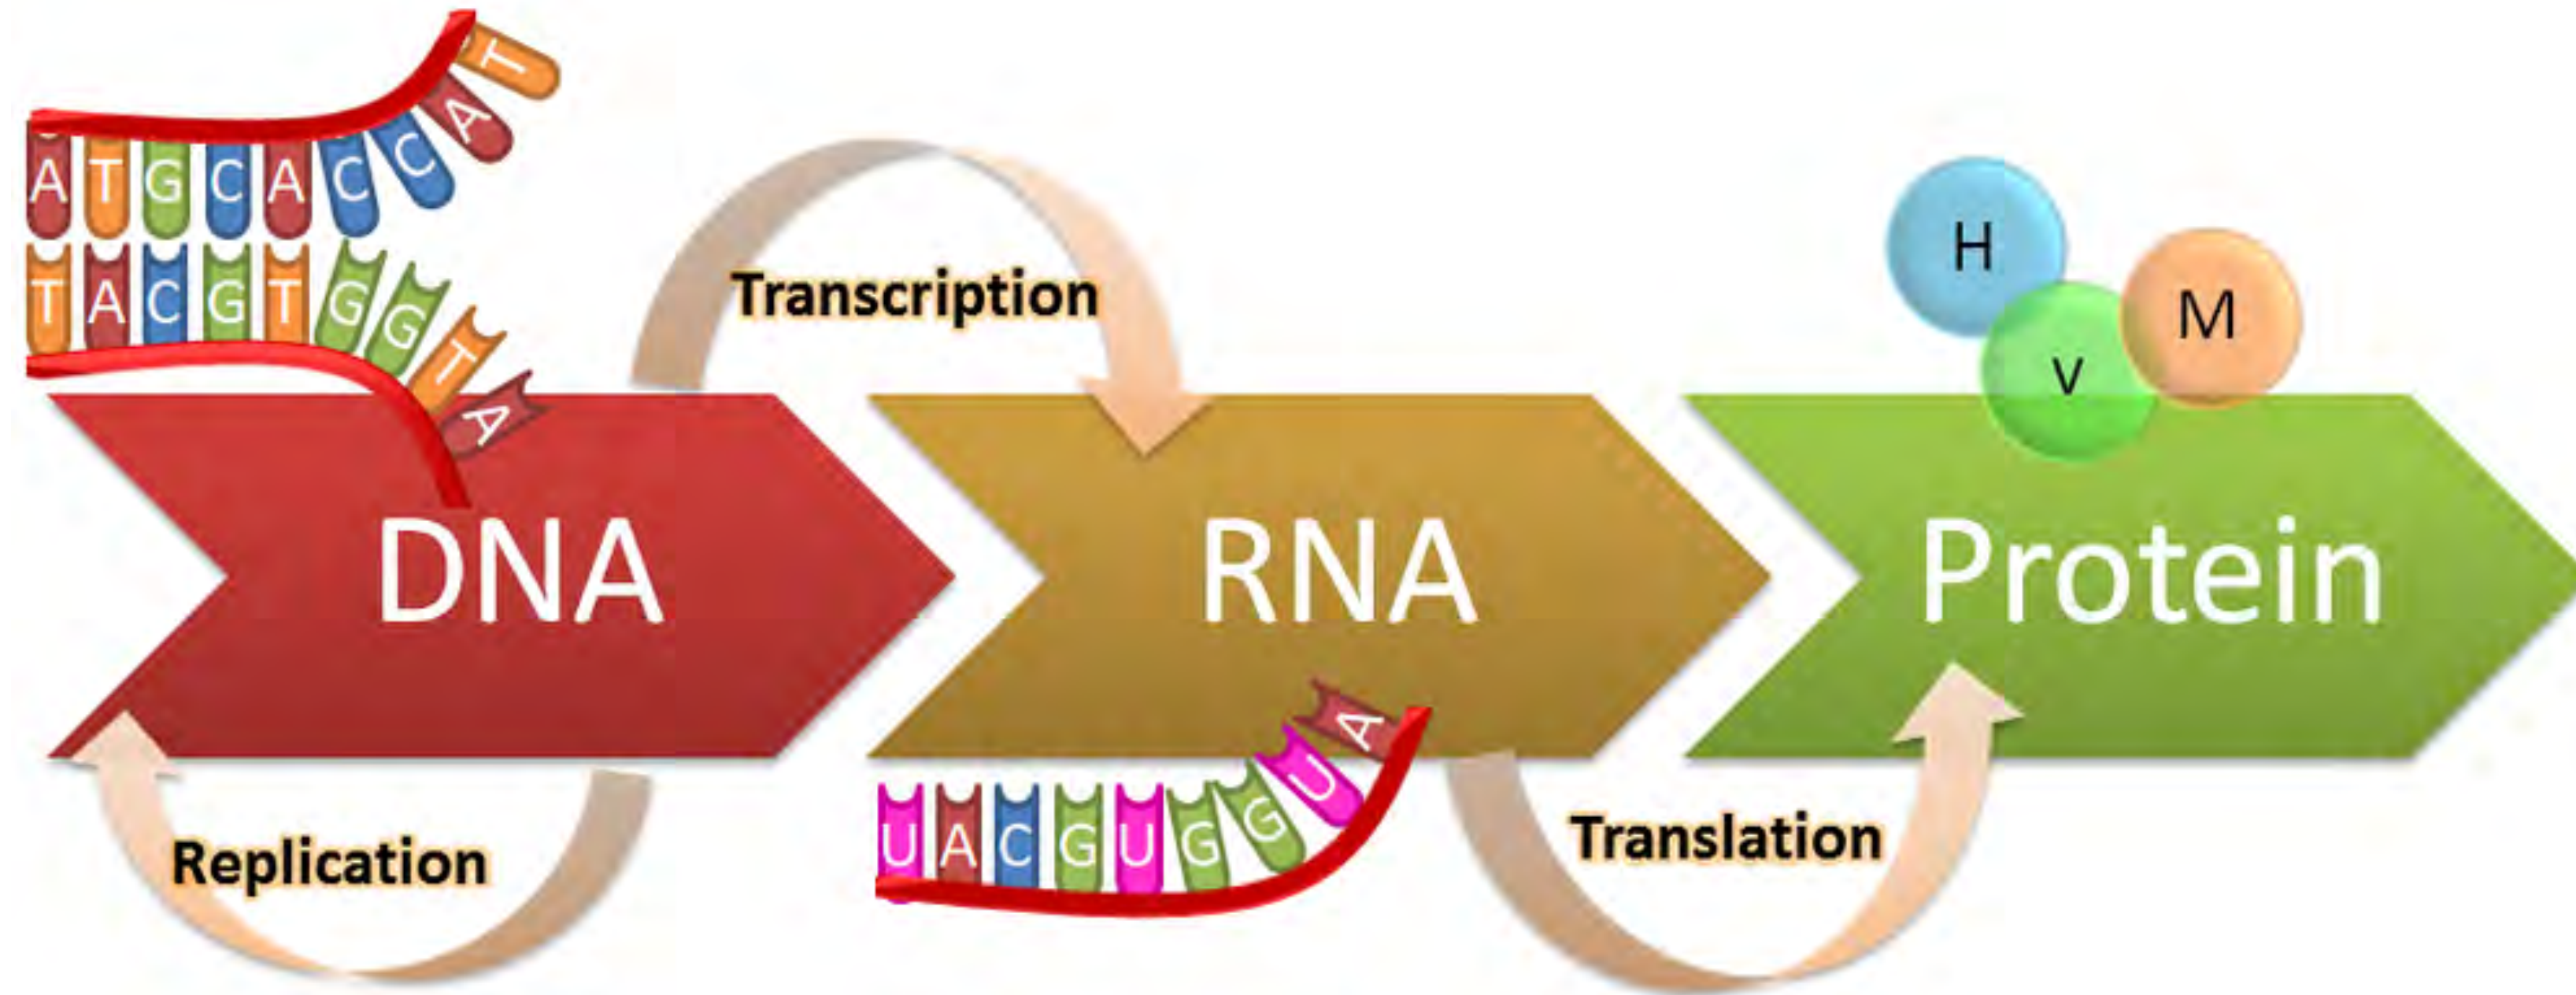 ATGCACCAT
TACGTGGTA
Transcription
H
V
M
DNA
RNA
Protein
Replication
UACGUGGUA
Translation